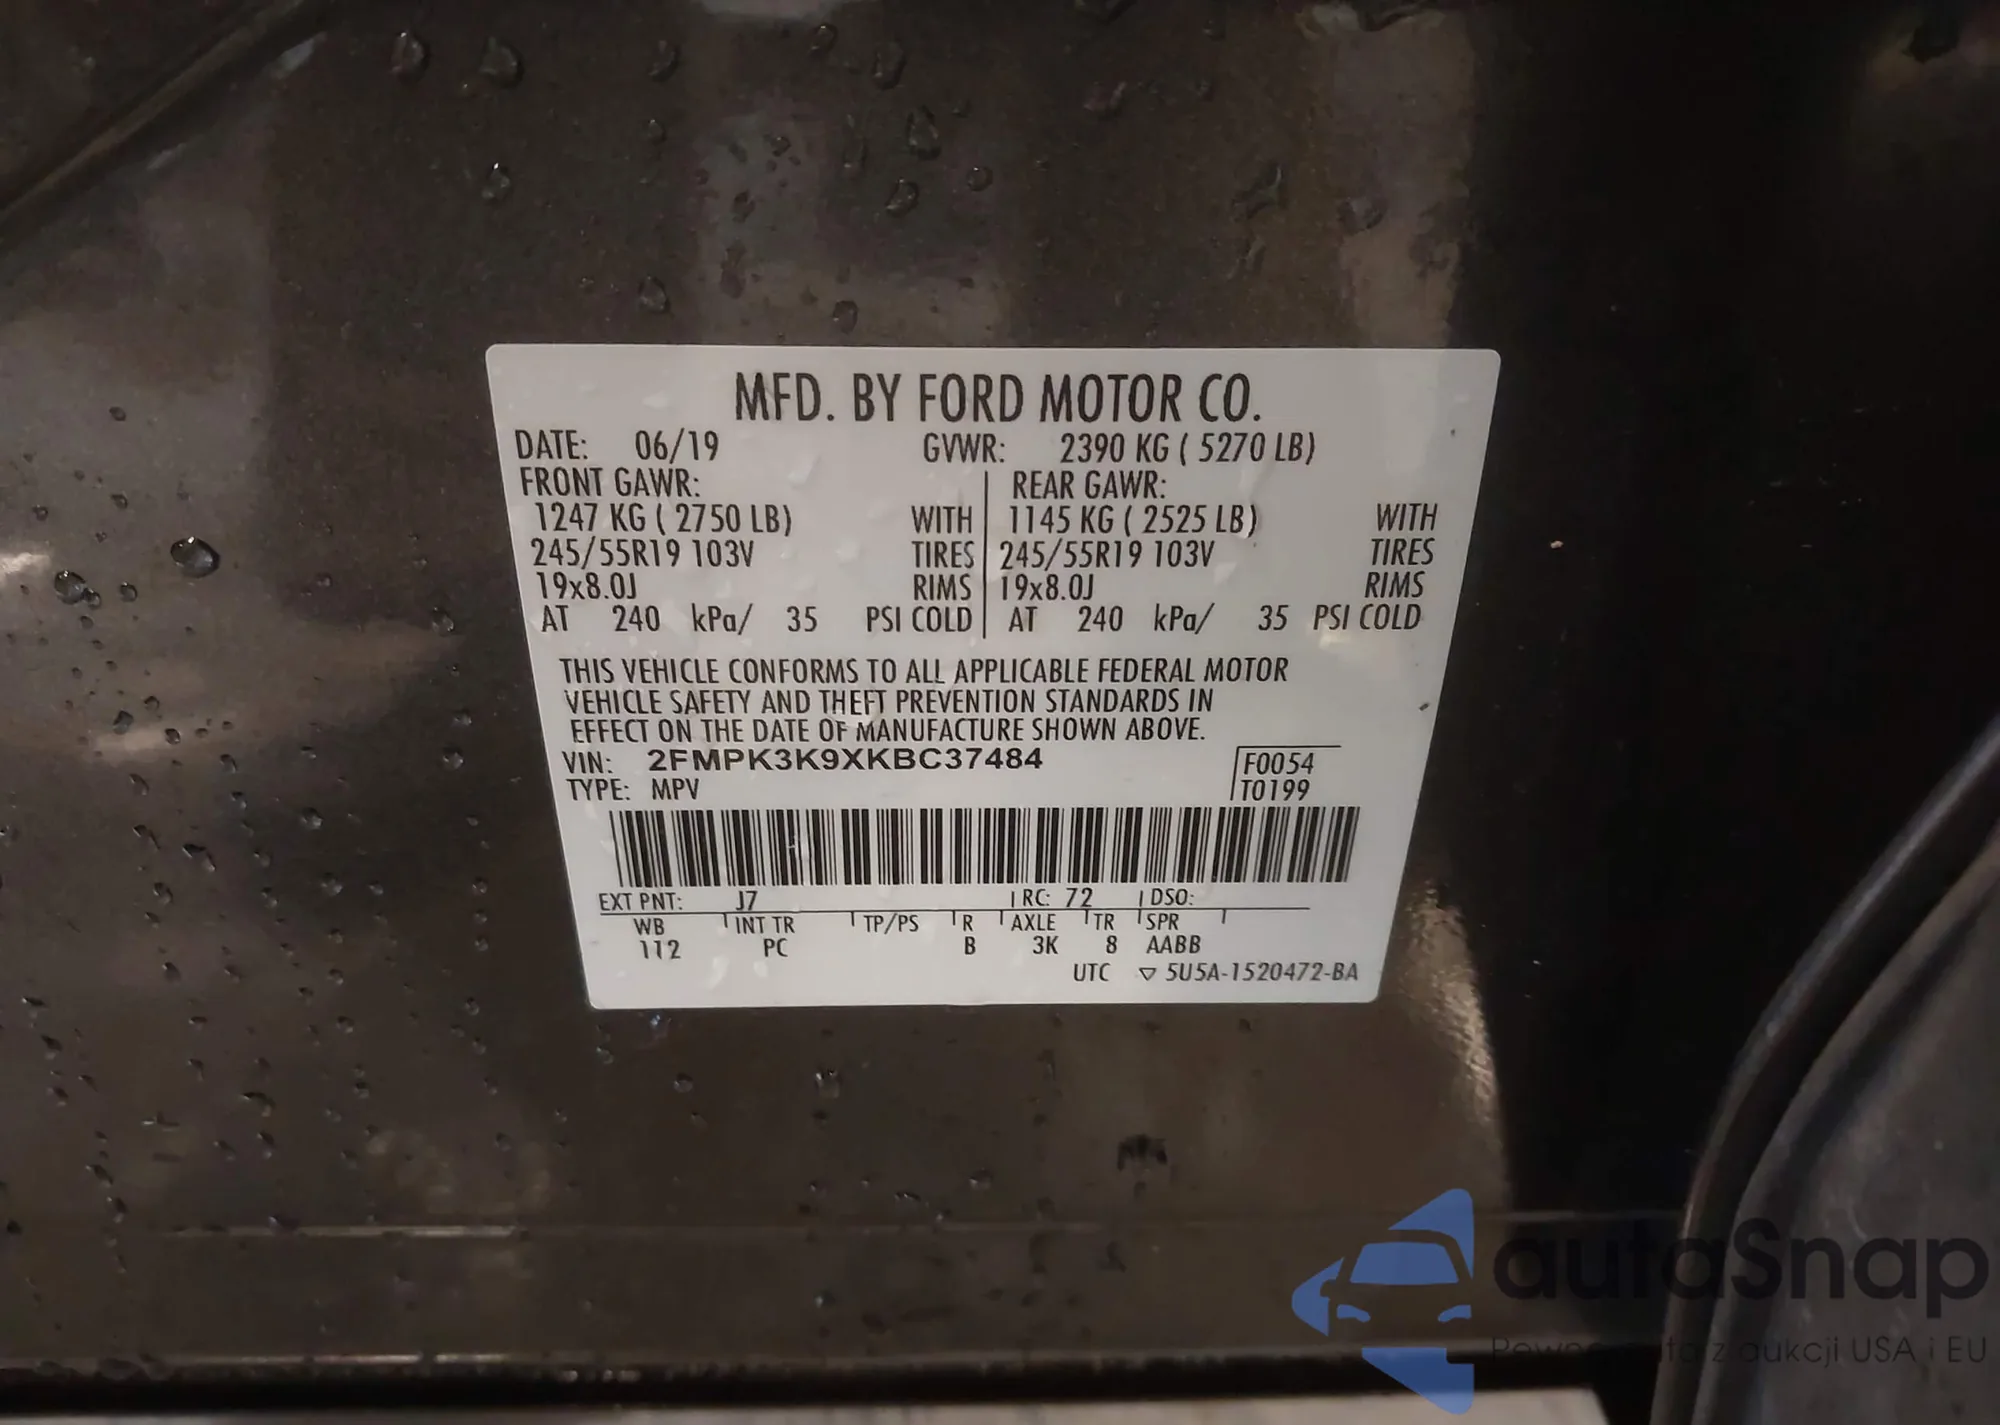 MFD. BY FORD MOTOR CO.
DATE: 06/19 GVWR: 2390 KG ( 5270 LB)
FRONT GAWR: REAR GAWR:
1247 KG ( 2750 LB) WITH 1145 KG ( 2525 LB) WITH
245/55R19 103V TIRES 245/55R19 103V TIRES
19x8.0J RIMS 19x8.0J RIMS
AT 240 kPa/ 35 PSI COLD AT 240 kPa/ 35 PSI COLD
THIS VEHICLE CONFORMS TO ALL APPLICABLE FEDERAL MOTOR
VEHICLE SAFETY AND THEFT PREVENTION STANDARDS IN
EFFECT ON THE DATE OF MANUFACTURE SHOWN ABOVE.
VIN: 2FMPK3K9XKBC37484 F0054
TYPE: MPV T0199
EXT PNT: J7 RC: 72 DSO:
WB INT TR TP/PS R AXLE TR SPR
112 PC B 3K 8 AABB
UTC ▽ 5U5A-1520472-BA
autaSnap
z aukcji USA i EU